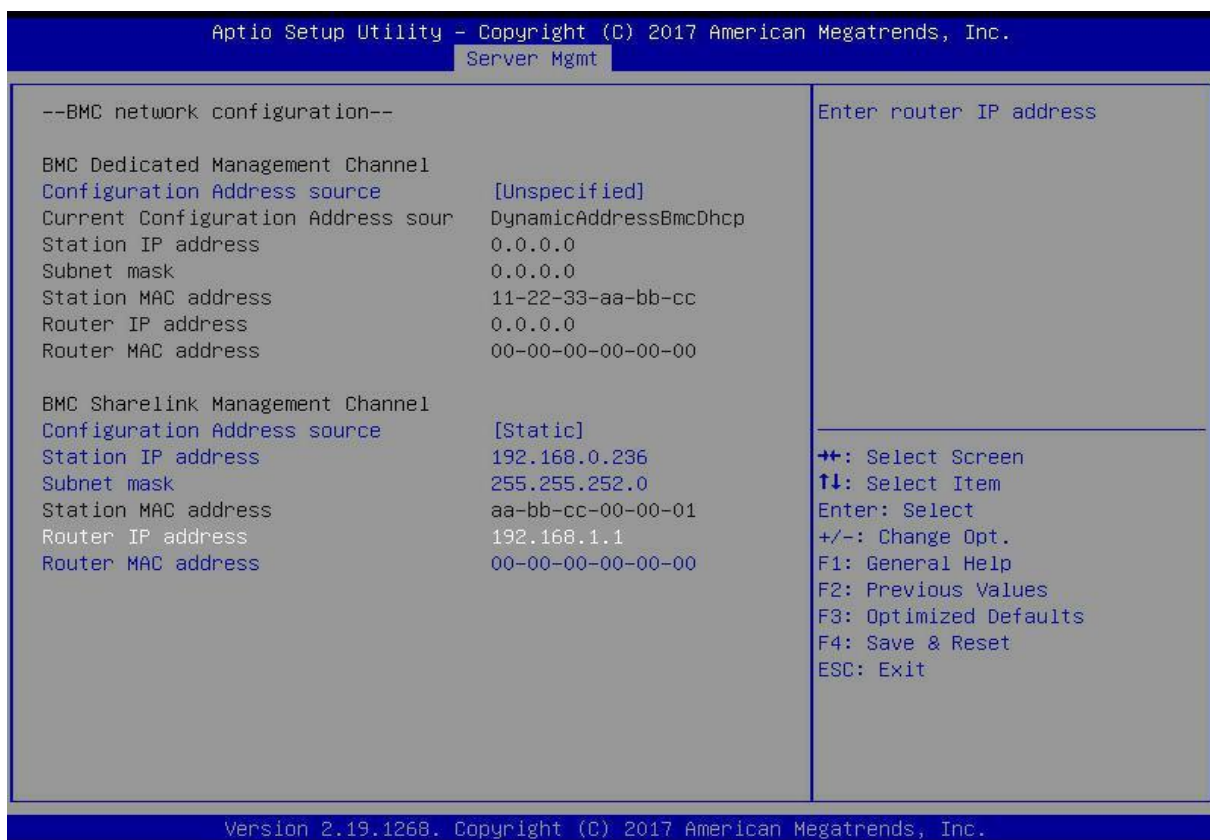 Aptio Setup Utility – Copyright (C) 2017 American Megatrends, Inc.
Server Mgmt
--BMC network configuration--
BMC Dedicated Management Channel
Configuration Address source [Unspecified]
Current Configuration Address sour DynamicAddressBmcDhcp
Station IP address 0.0.0.0
Subnet mask 0.0.0.0
Station MAC address 11-22-33-aa-bb-cc
Router IP address 0.0.0.0
Router MAC address 00-00-00-00-00-00
BMC Sharelink Management Channel
Configuration Address source [Static]
Station IP address 192.168.0.236
Subnet mask 255.255.252.0
Station MAC address aa-bb-cc-00-00-01
Router IP address 192.168.1.1
Router MAC address 00-00-00-00-00-00
Enter router IP address
→←: Select Screen
↑↓: Select Item
Enter: Select
+/-: Change Opt.
F1: General Help
F2: Previous Values
F3: Optimized Defaults
F4: Save & Reset
ESC: Exit
Version 2.19.1268. Copyright (C) 2017 American Megatrends, Inc.